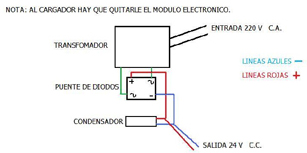 NOTA: AL CARGADOR HAY QUE QUITARLE EL MODULO ELECTRONICO.
ENTRADA 220 V C.A.
TRANSFOMADOR
LINEAS AZULES −
LINEAS ROJAS +
PUENTE DE DIODOS
+ ~
~ −
CONDENSADOR
SALIDA 24 V C.C.